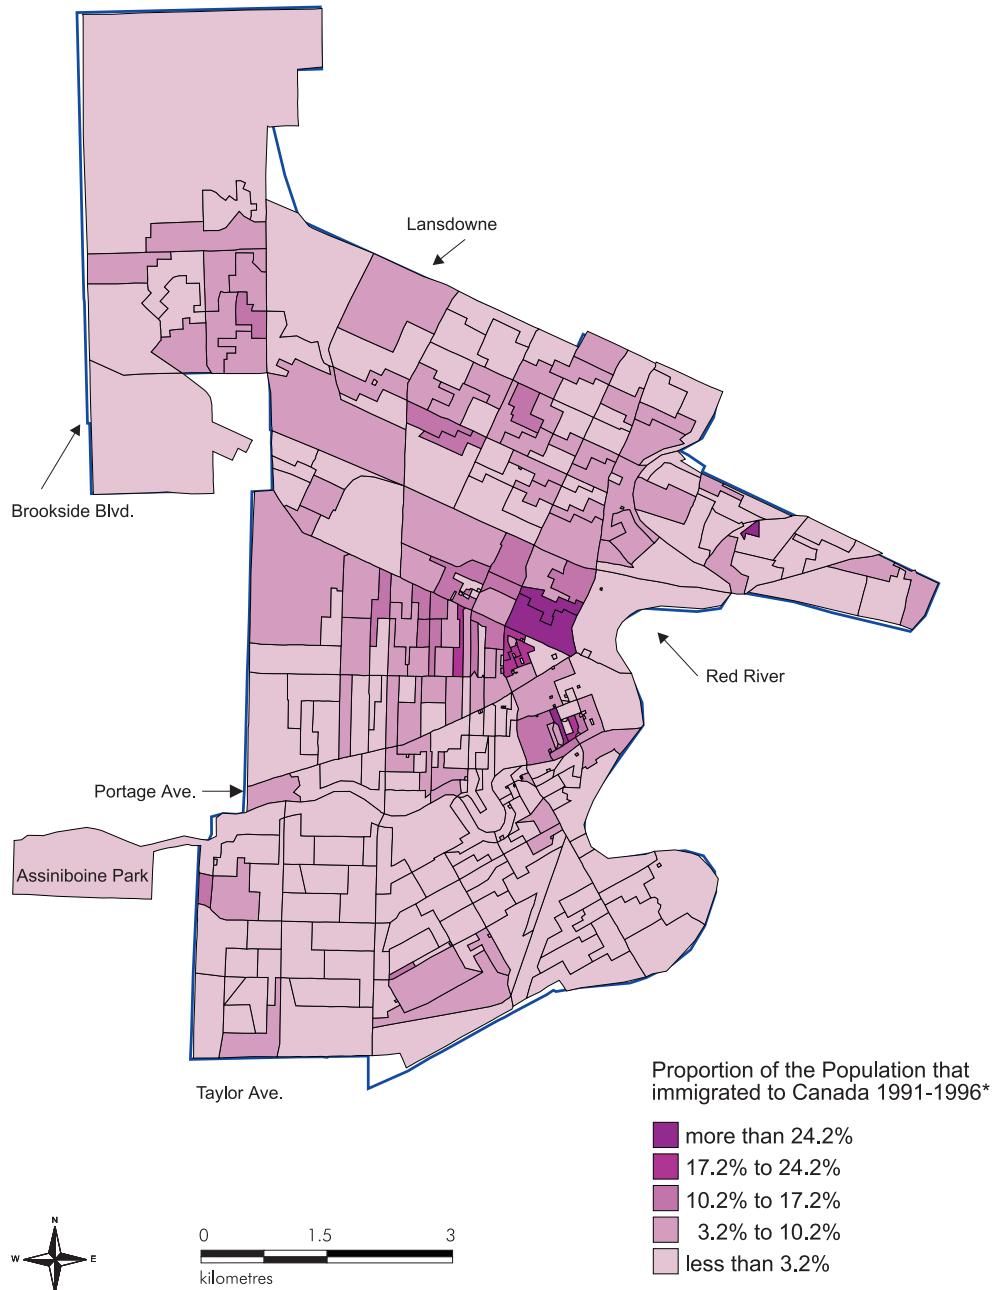 Lansdowne
Brookside Blvd.
Red River
Portage Ave.
Assiniboine Park
Taylor Ave.
Proportion of the Population that
immigrated to Canada 1991-1996*
more than 24.2%
17.2% to 24.2%
10.2% to 17.2%
3.2% to 10.2%
less than 3.2%
N
W E
S
0 1.5 3
kilometres